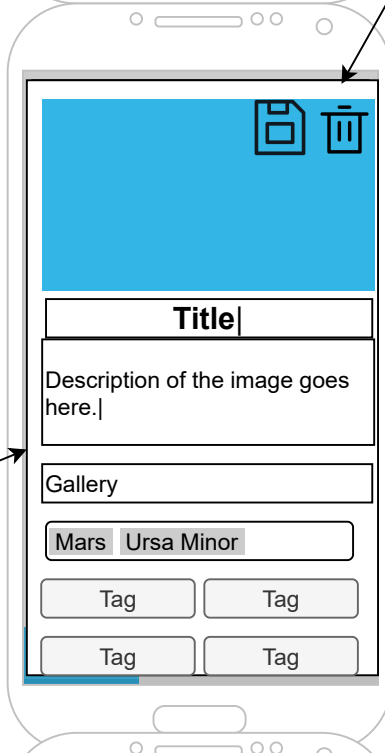 Title|
Description of the image goes
here.|
Gallery
Mars Ursa Minor
Tag Tag
Tag Tag